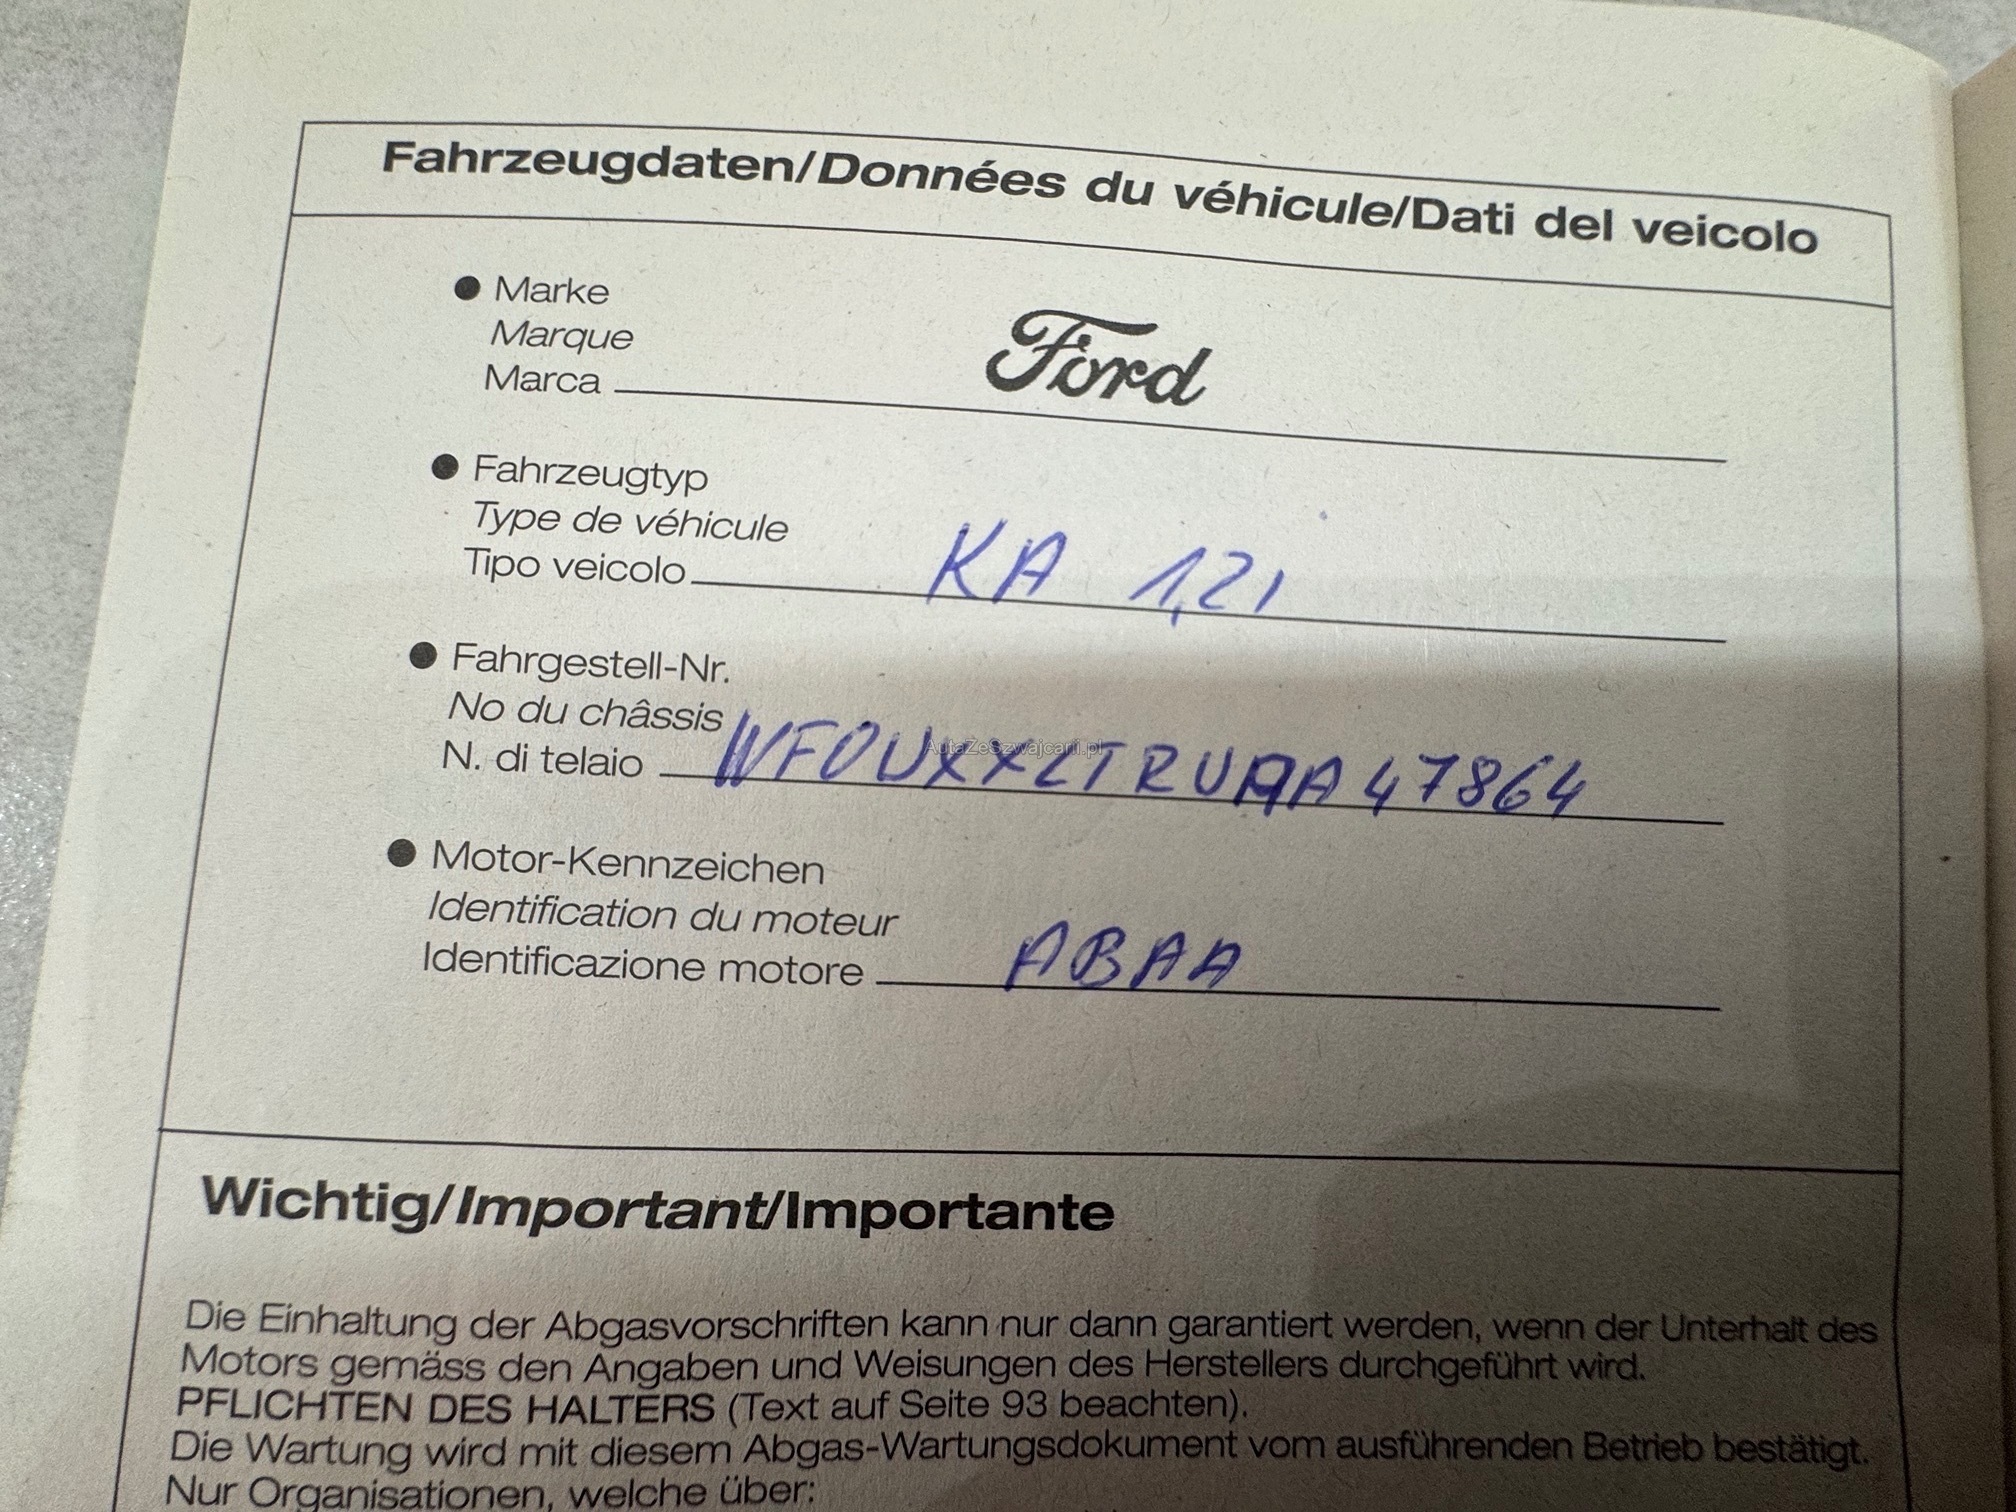 Fahrzeugdaten/Données du véhicule/Dati del veicolo
● Marke
Marque
Marca Ford
● Fahrzeugtyp
Type de véhicule
Tipo veicolo KA 1,2i
● Fahrgestell-Nr.
No du châssis
N. di telaio WF0UXXLTRUAA47864
AutaZeSzwajcarii.pl
● Motor-Kennzeichen
Identification du moteur
Identificazione motore ABAA
Wichtig/Important/Importante
Die Einhaltung der Abgasvorschriften kann nur dann garantiert werden, wenn der Unterhalt des
Motors gemäss den Angaben und Weisungen des Herstellers durchgeführt wird.
PFLICHTEN DES HALTERS (Text auf Seite 93 beachten).
Die Wartung wird mit diesem Abgas-Wartungsdokument vom ausführenden Betrieb bestätigt.
Nur Organisationen, welche über: